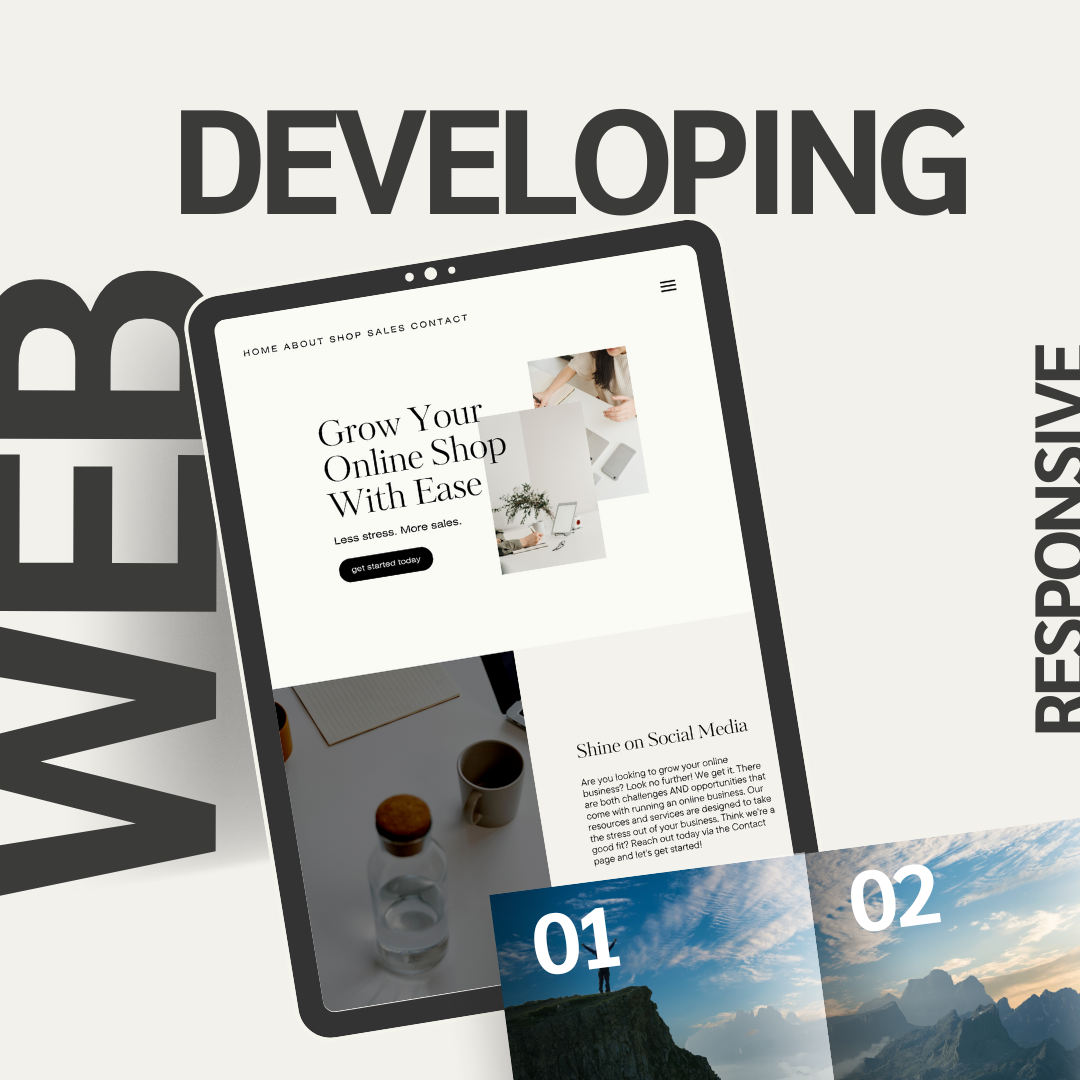 DEVELOPING
WEB
RESPONSIVE
HOME ABOUT SHOP SALES CONTACT
Grow Your
Online Shop
With Ease
Less stress. More sales.
get started today
Shine on Social Media
Are you looking to grow your online
business? Look no further! We get it. There
are both challenges AND opportunities that
come with running an online business. Our
resources and services are designed to take
the stress out of your business. Think we're a
good fit? Reach out today via the Contact
page and let's get started!
01
02